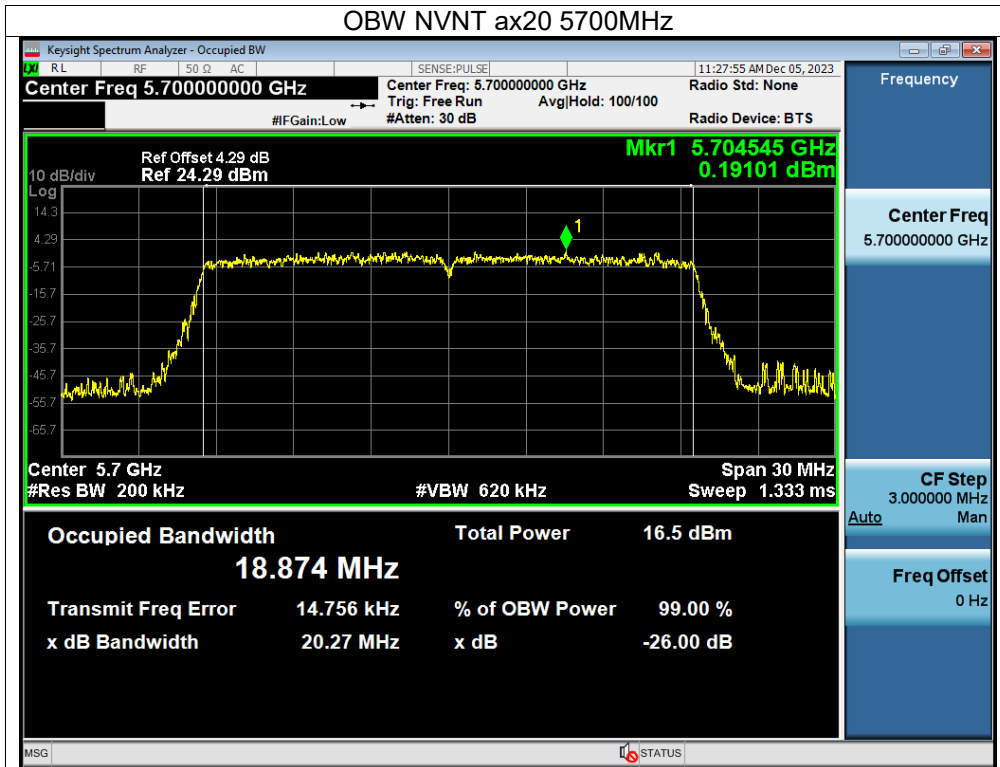 OBW NVNT ax20 5700MHz
Keysight Spectrum Analyzer - Occupied BW
LXI RL RF 50 Ω AC SENSE:PULSE 11:27:55 AM Dec 05, 2023
Center Freq 5.700000000 GHz
Center Freq: 5.700000000 GHz Radio Std: None
Trig: Free Run Avg|Hold: 100/100
#IFGain:Low #Atten: 30 dB Radio Device: BTS
Frequency
Mkr1 5.704545 GHz
0.19101 dBm
Ref Offset 4.29 dB
10 dB/div Ref 24.29 dBm
Log
14.3
4.29
-5.71
-15.7
-25.7
-35.7
-45.7
-55.7
-65.7
1
Center 5.7 GHz Span 30 MHz
#Res BW 200 kHz #VBW 620 kHz Sweep 1.333 ms
Occupied Bandwidth Total Power 16.5 dBm
18.874 MHz
Transmit Freq Error 14.756 kHz % of OBW Power 99.00 %
x dB Bandwidth 20.27 MHz x dB -26.00 dB
Center Freq
5.700000000 GHz
CF Step
3.000000 MHz
Auto Man
Freq Offset
0 Hz
MSG STATUS